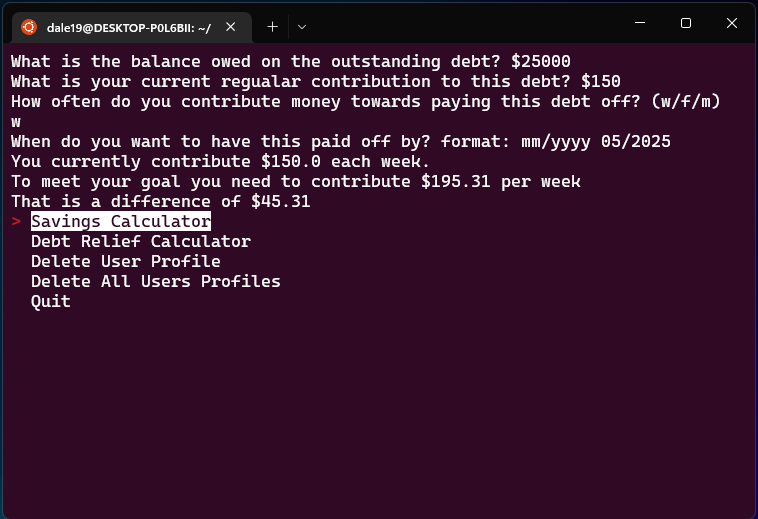 dale19@DESKTOP-P0L6BII: ~/
What is the balance owed on the outstanding debt? $25000
What is your current regualar contribution to this debt? $150
How often do you contribute money towards paying this debt off? (w/f/m)
w
When do you want to have this paid off by? format: mm/yyyy 05/2025
You currently contribute $150.0 each week.
To meet your goal you need to contribute $195.31 per week
That is a difference of $45.31
> Savings Calculator
Debt Relief Calculator
Delete User Profile
Delete All Users Profiles
Quit